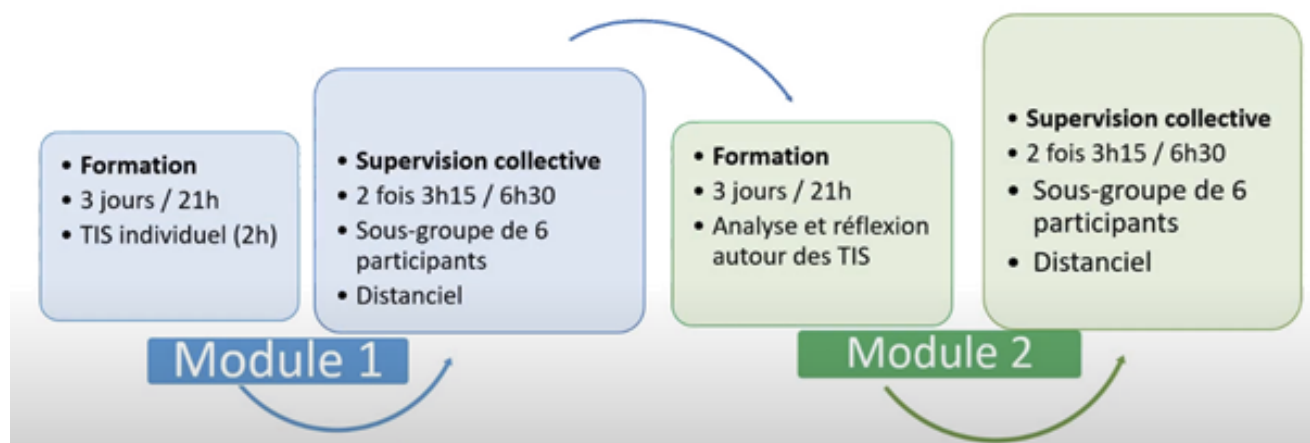 • Formation
• 3 jours / 21h
• TIS individuel (2h)
• Supervision collective
• 2 fois 3h15 / 6h30
• Sous-groupe de 6
participants
• Distanciel
Module 1
• Formation
• 3 jours / 21h
• Analyse et réflexion
autour des TIS
• Supervision collective
• 2 fois 3h15 / 6h30
• Sous-groupe de 6
participants
• Distanciel
Module 2